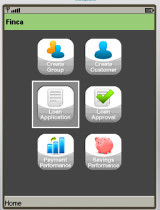 Finca
Create Create
Group Customer
Loan Loan
Application Approval
Payment Savings
Performance Performance
Home